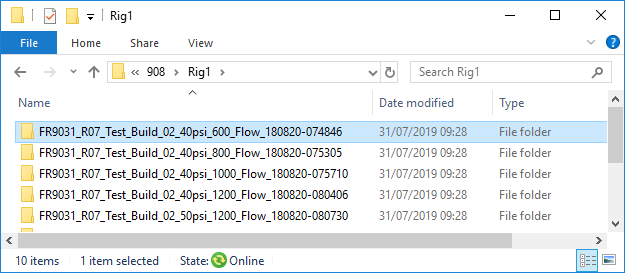 Rig1
File Home Share View
908 Rig1 Search Rig1
Name Date modified Type
FR9031_R07_Test_Build_02_40psi_600_Flow_180820-074846 31/07/2019 09:28 File folder
FR9031_R07_Test_Build_02_40psi_800_Flow_180820-075305 31/07/2019 09:28 File folder
FR9031_R07_Test_Build_02_40psi_1000_Flow_180820-075710 31/07/2019 09:28 File folder
FR9031_R07_Test_Build_02_40psi_1200_Flow_180820-080406 31/07/2019 09:28 File folder
FR9031_R07_Test_Build_02_50psi_1200_Flow_180820-080730 31/07/2019 09:28 File folder
10 items 1 item selected State: Online